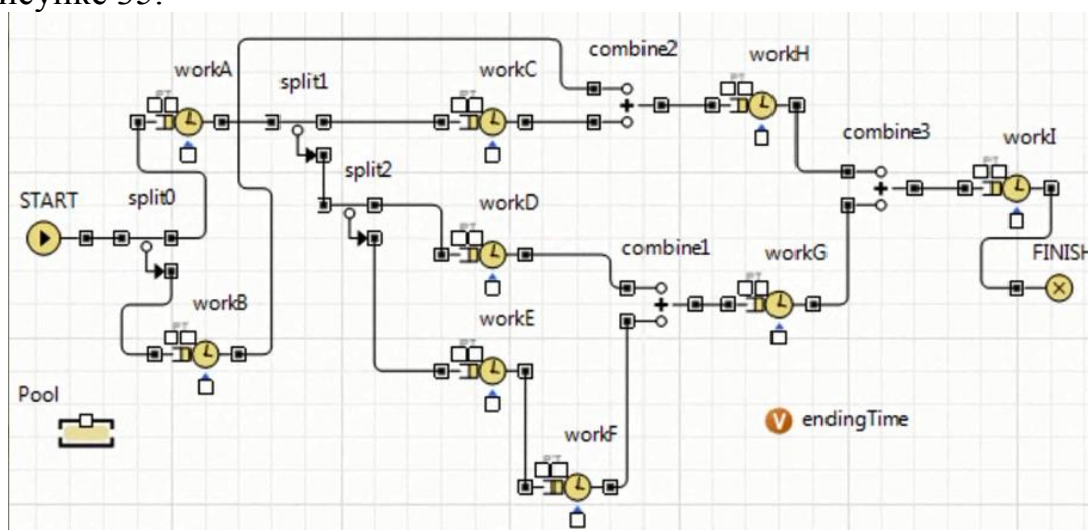 combine2
workH
workA
workC
split1
combine3
workI
split2
START
split0
workD
combine1
workG
FINISH
workB
workE
Pool
V endingTime
workF